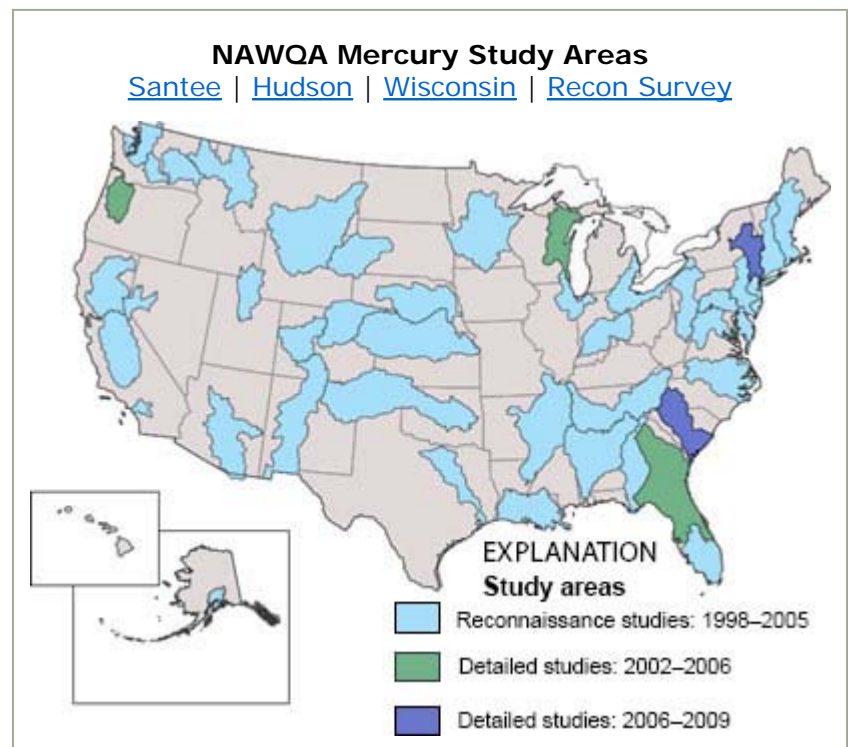 NAWQA Mercury Study Areas
Santee | Hudson | Wisconsin | Recon Survey
EXPLANATION
Study areas
Reconnaissance studies: 1998–2005
Detailed studies: 2002–2006
Detailed studies: 2006–2009